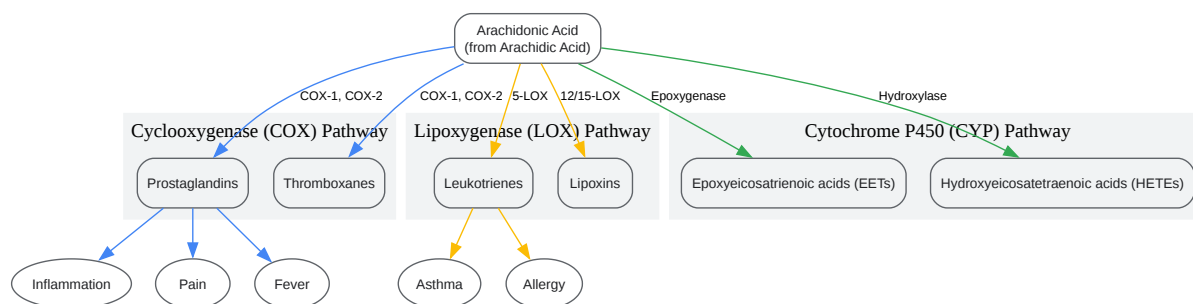 Arachidonic Acid
(from Arachidic Acid)
COX-1, COX-2
COX-1, COX-2
5-LOX
12/15-LOX
Epoxygenase
Hydroxylase
Cyclooxygenase (COX) Pathway
Lipoxygenase (LOX) Pathway
Cytochrome P450 (CYP) Pathway
Prostaglandins
Thromboxanes
Leukotrienes
Lipoxins
Epoxyeicosatrienoic acids (EETs)
Hydroxyeicosatetraenoic acids (HETEs)
Inflammation
Pain
Fever
Asthma
Allergy